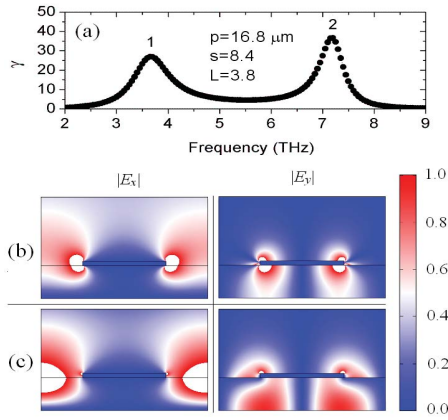 50
40
30
20
10
0
γ
(a)
1
2
p=16.8 μm
s=8.4
L=3.8
2 3 4 5 6 7 8 9
Frequency (THz)
|Ex| |Ey|
(b)
(c)
1.0
0.8
0.6
0.4
0.2
0.0